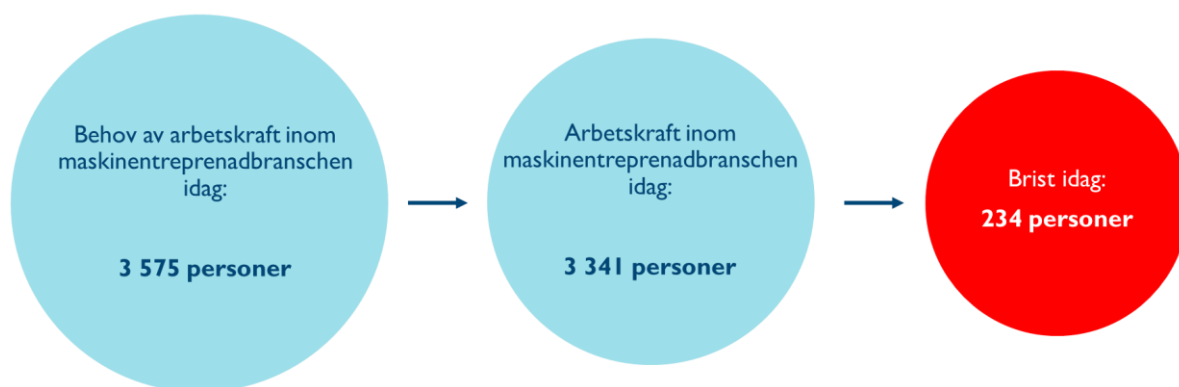 Behov av arbetskraft inom
maskinentreprenadbranschen
idag:
3 575 personer
Arbetskraft inom
maskinentreprenadbranschen
idag:
3 341 personer
Brist idag:
234 personer